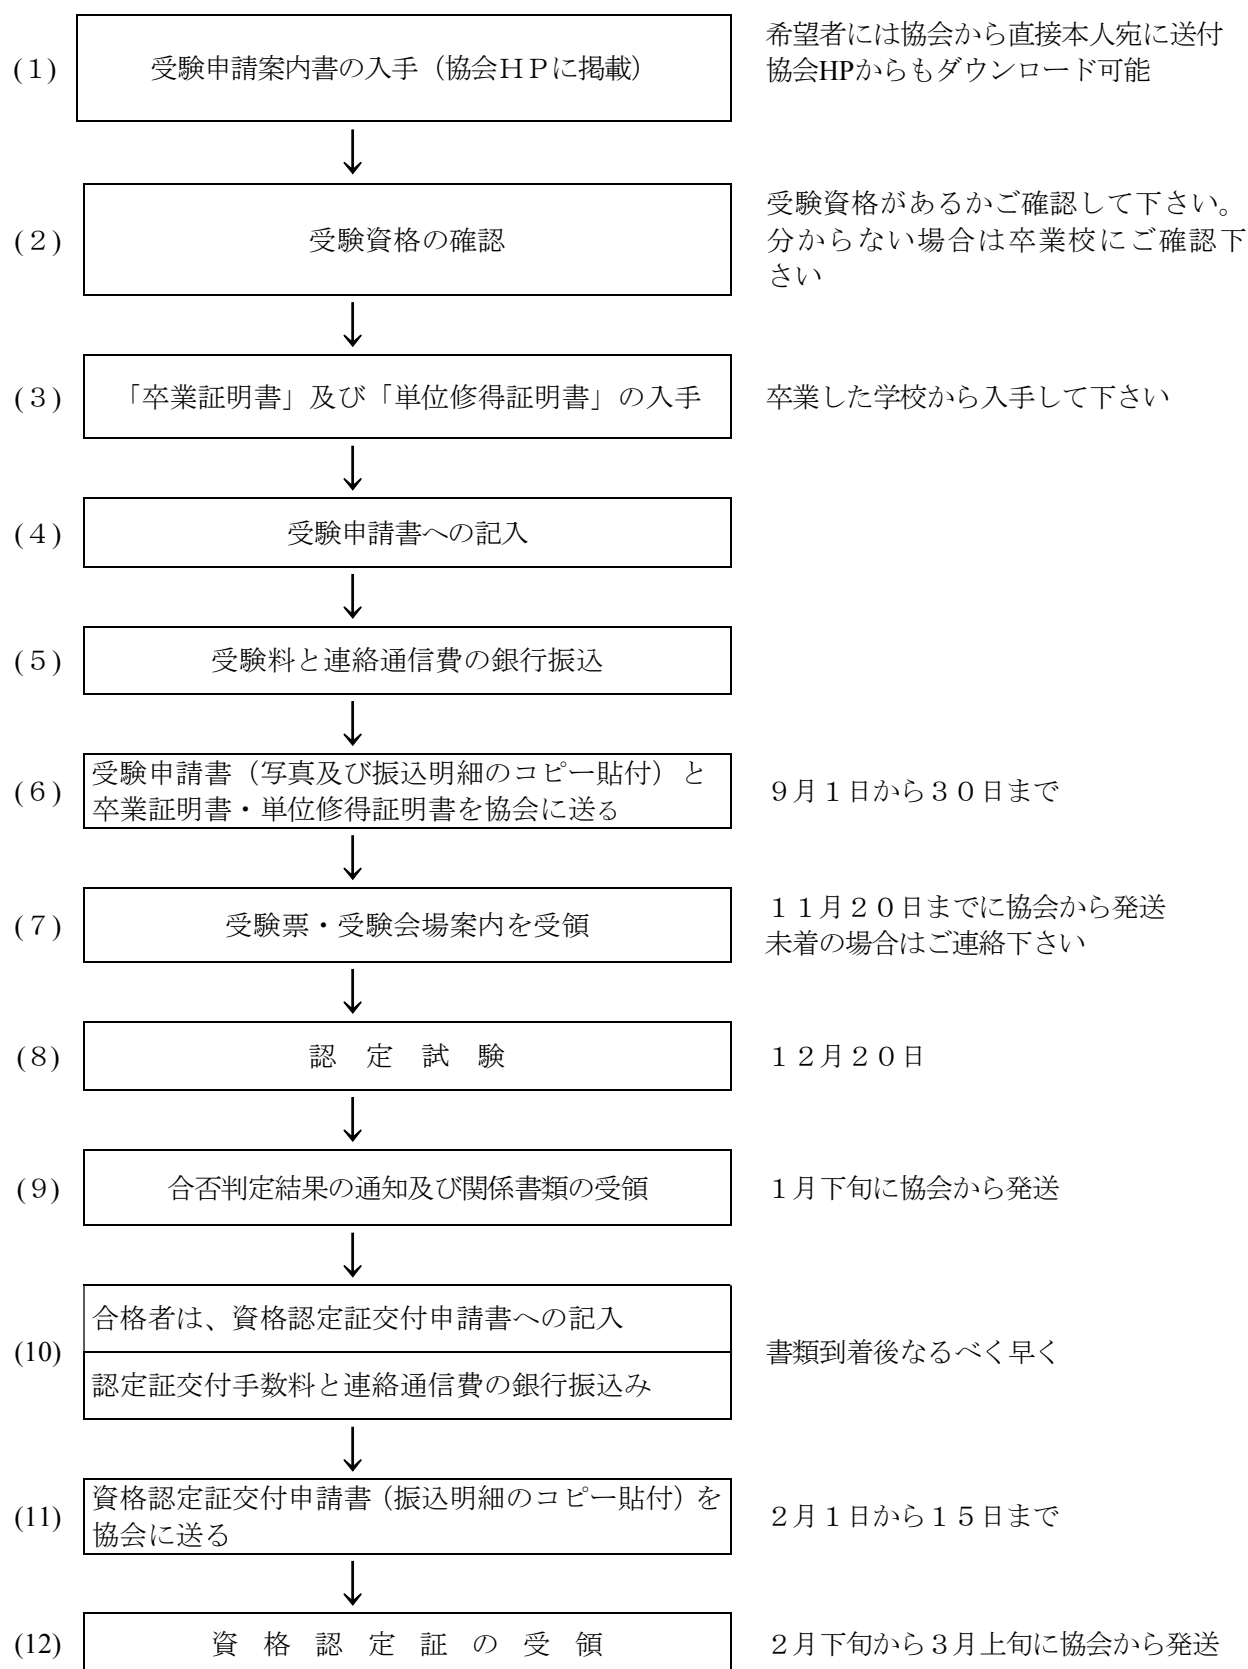 (１) 受験申請案内書の入手（協会ＨＰに掲載） 希望者には協会から直接本人宛に送付
協会HPからもダウンロード可能
(２) 受験資格の確認 受験資格があるかご確認して下さい。
分からない場合は卒業校にご確認下
さい
(３) 「卒業証明書」及び「単位修得証明書」の入手 卒業した学校から入手して下さい
(４) 受験申請書への記入
(５) 受験料と連絡通信費の銀行振込
(６) 受験申請書（写真及び振込明細のコピー貼付）と
卒業証明書・単位修得証明書を協会に送る
９月１日から３０日まで
(７) 受験票・受験会場案内を受領 １１月２０日までに協会から発送
未着の場合はご連絡下さい
(８) 認　定　試　験 １２月２０日
(９) 合否判定結果の通知及び関係書類の受領 １月下旬に協会から発送
(10) 合格者は、資格認定証交付申請書への記入
認定証交付手数料と連絡通信費の銀行振込み
書類到着後なるべく早く
(11) 資格認定証交付申請書（振込明細のコピー貼付）を
協会に送る
２月１日から１５日まで
(12) 資　格　認　定　証　の　受　領 ２月下旬から３月上旬に協会から発送